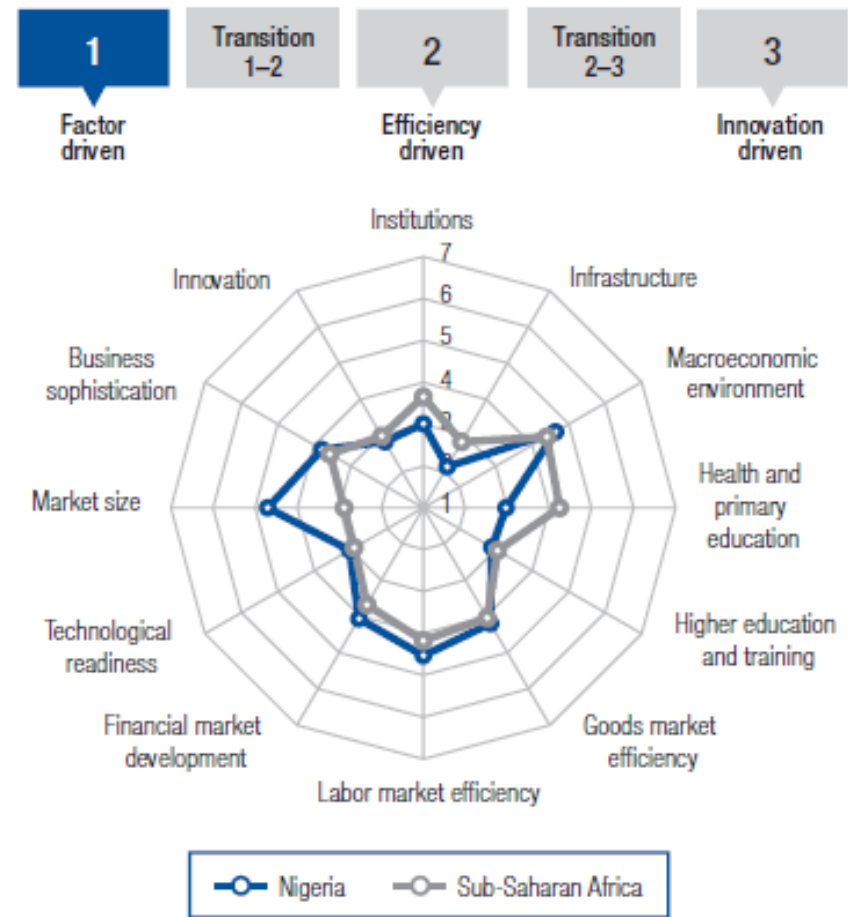 1
Transition
1–2
2
Transition
2–3
3
Factor
driven
Efficiency
driven
Innovation
driven
Institutions
7
6
5
4
3
2
1
Infrastructure
Macroeconomic
environment
Health and
primary
education
Higher education
and training
Goods market
efficiency
Labor market efficiency
Financial market
development
Technological
readiness
Market size
Business
sophistication
Innovation
Nigeria
Sub-Saharan Africa